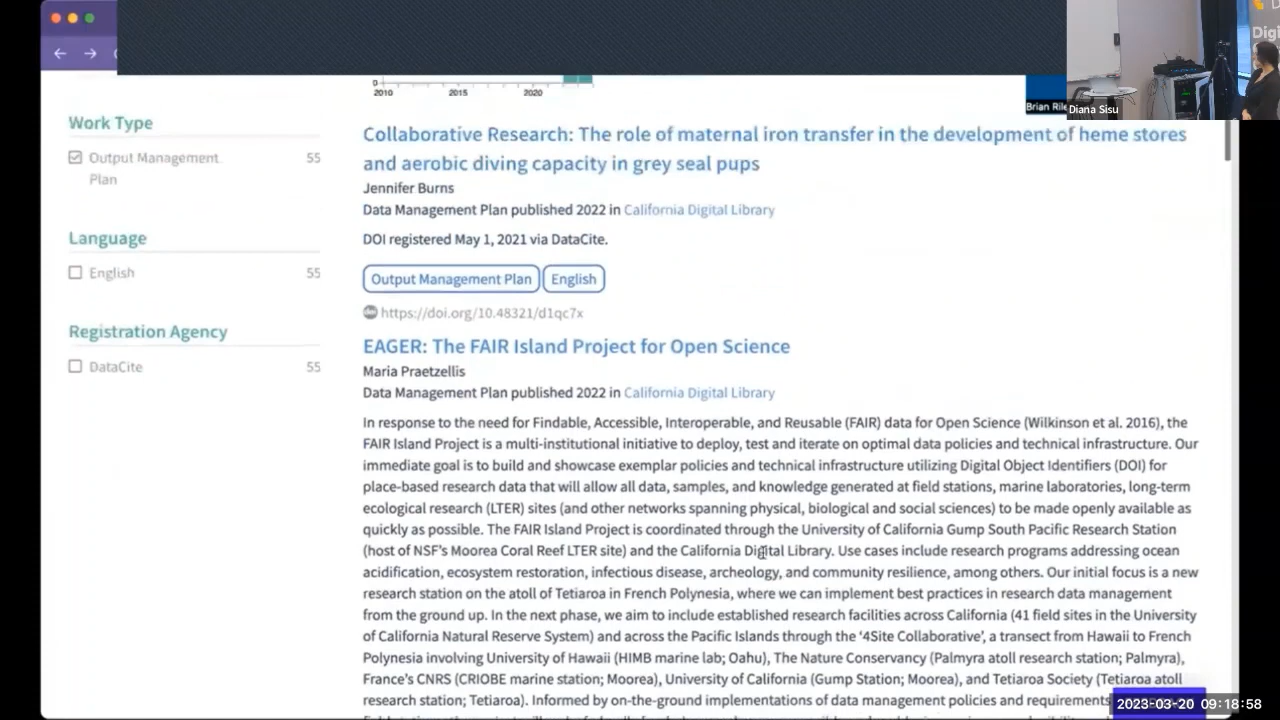 Digi
Diana Sisu
Brian Rile
0
2010 2015 2020
Work Type
Output Management Plan 55
Language
English 55
Registration Agency
DataCite 55
Collaborative Research: The role of maternal iron transfer in the development of heme stores
and aerobic diving capacity in grey seal pups
Jennifer Burns
Data Management Plan published 2022 in California Digital Library
DOI registered May 1, 2021 via DataCite.
Output Management Plan English
https://doi.org/10.48321/d1qc7x
EAGER: The FAIR Island Project for Open Science
Maria Praetzellis
Data Management Plan published 2022 in California Digital Library
In response to the need for Findable, Accessible, Interoperable, and Reusable (FAIR) data for Open Science (Wilkinson et al. 2016), the
FAIR Island Project is a multi-institutional initiative to deploy, test and iterate on optimal data policies and technical infrastructure. Our
immediate goal is to build and showcase exemplar policies and technical infrastructure utilizing Digital Object Identifiers (DOI) for
place-based research data that will allow all data, samples, and knowledge generated at field stations, marine laboratories, long-term
ecological research (LTER) sites (and other networks spanning physical, biological and social sciences) to be made openly available as
quickly as possible. The FAIR Island Project is coordinated through the University of California Gump South Pacific Research Station
(host of NSF's Moorea Coral Reef LTER site) and the California Digital Library. Use cases include research programs addressing ocean
acidification, ecosystem restoration, infectious disease, archeology, and community resilience, among others. Our initial focus is a new
research station on the atoll of Tetiaroa in French Polynesia, where we can implement best practices in research data management
from the ground up. In the next phase, we aim to include established research facilities across California (41 field sites in the University
of California Natural Reserve System) and across the Pacific Islands through the '4Site Collaborative', a transect from Hawaii to French
Polynesia involving University of Hawaii (HIMB marine lab; Oahu), The Nature Conservancy (Palmyra atoll research station; Palmyra),
France's CNRS (CRIOBE marine station; Moorea), University of California (Gump Station; Moorea), and Tetiaroa Society (Tetiaroa atoll
research station; Tetiaroa). Informed by on-the-ground implementations of data management policies and requirements
2023-03-20 09:18:58